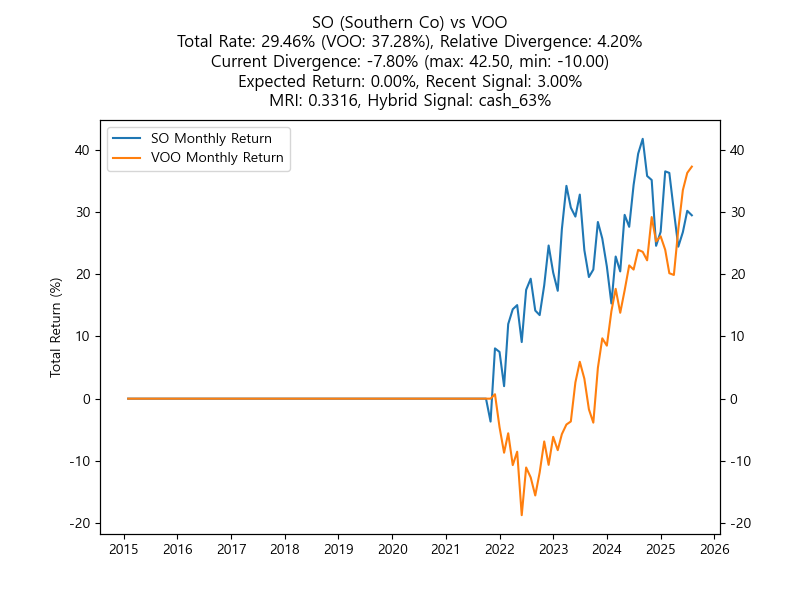 SO (Southern Co) vs VOO
Total Rate: 29.46% (VOO: 37.28%), Relative Divergence: 4.20%
Current Divergence: -7.80% (max: 42.50, min: -10.00)
Expected Return: 0.00%, Recent Signal: 3.00%
MRI: 0.3316, Hybrid Signal: cash_63%
SO Monthly Return
VOO Monthly Return
Total Return (%)
40
30
20
10
0
-10
-20
40
30
20
10
0
-10
-20
2015 2016 2017 2018 2019 2020 2021 2022 2023 2024 2025 2026